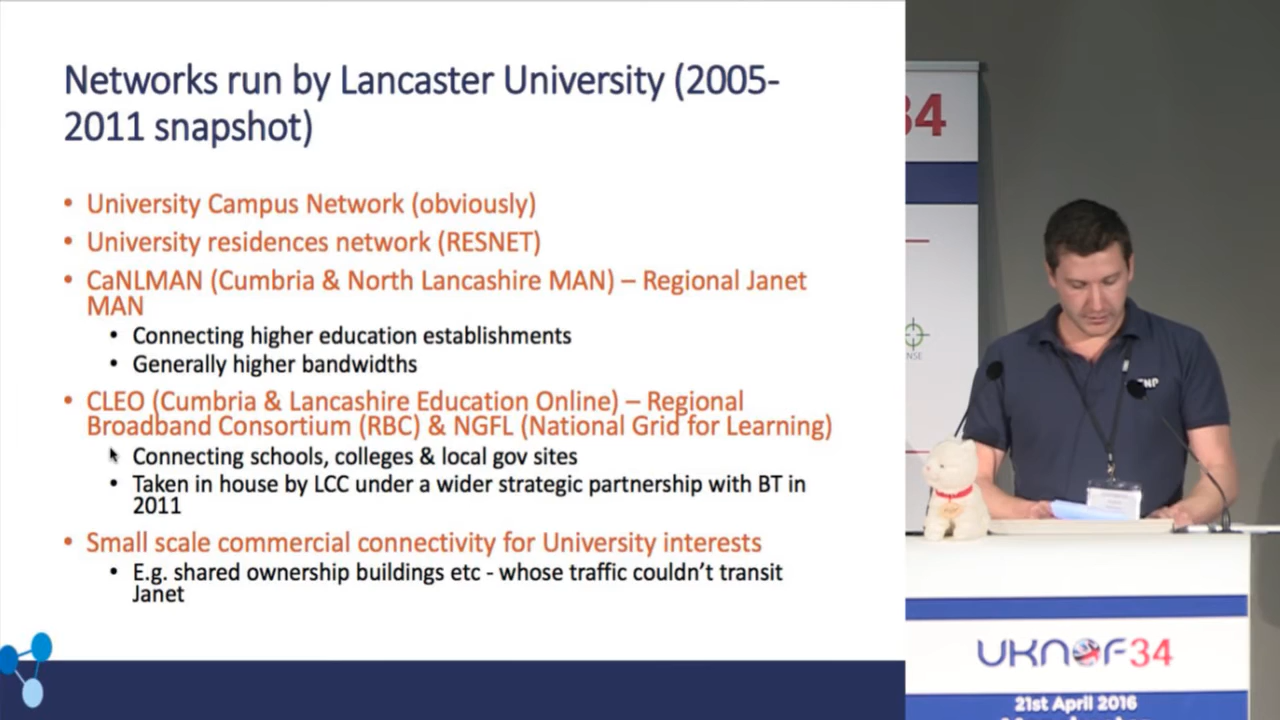 Networks run by Lancaster University (2005-
2011 snapshot)
• University Campus Network (obviously)
• University residences network (RESNET)
• CaNLMAN (Cumbria & North Lancashire MAN) – Regional Janet
MAN
• Connecting higher education establishments
• Generally higher bandwidths
• CLEO (Cumbria & Lancashire Education Online) – Regional
Broadband Consortium (RBC) & NGFL (National Grid for Learning)
• Connecting schools, colleges & local gov sites
• Taken in house by LCC under a wider strategic partnership with BT in
2011
• Small scale commercial connectivity for University interests
• E.g. shared ownership buildings etc - whose traffic couldn't transit
Janet
34
UKNOF34
21st April 2016